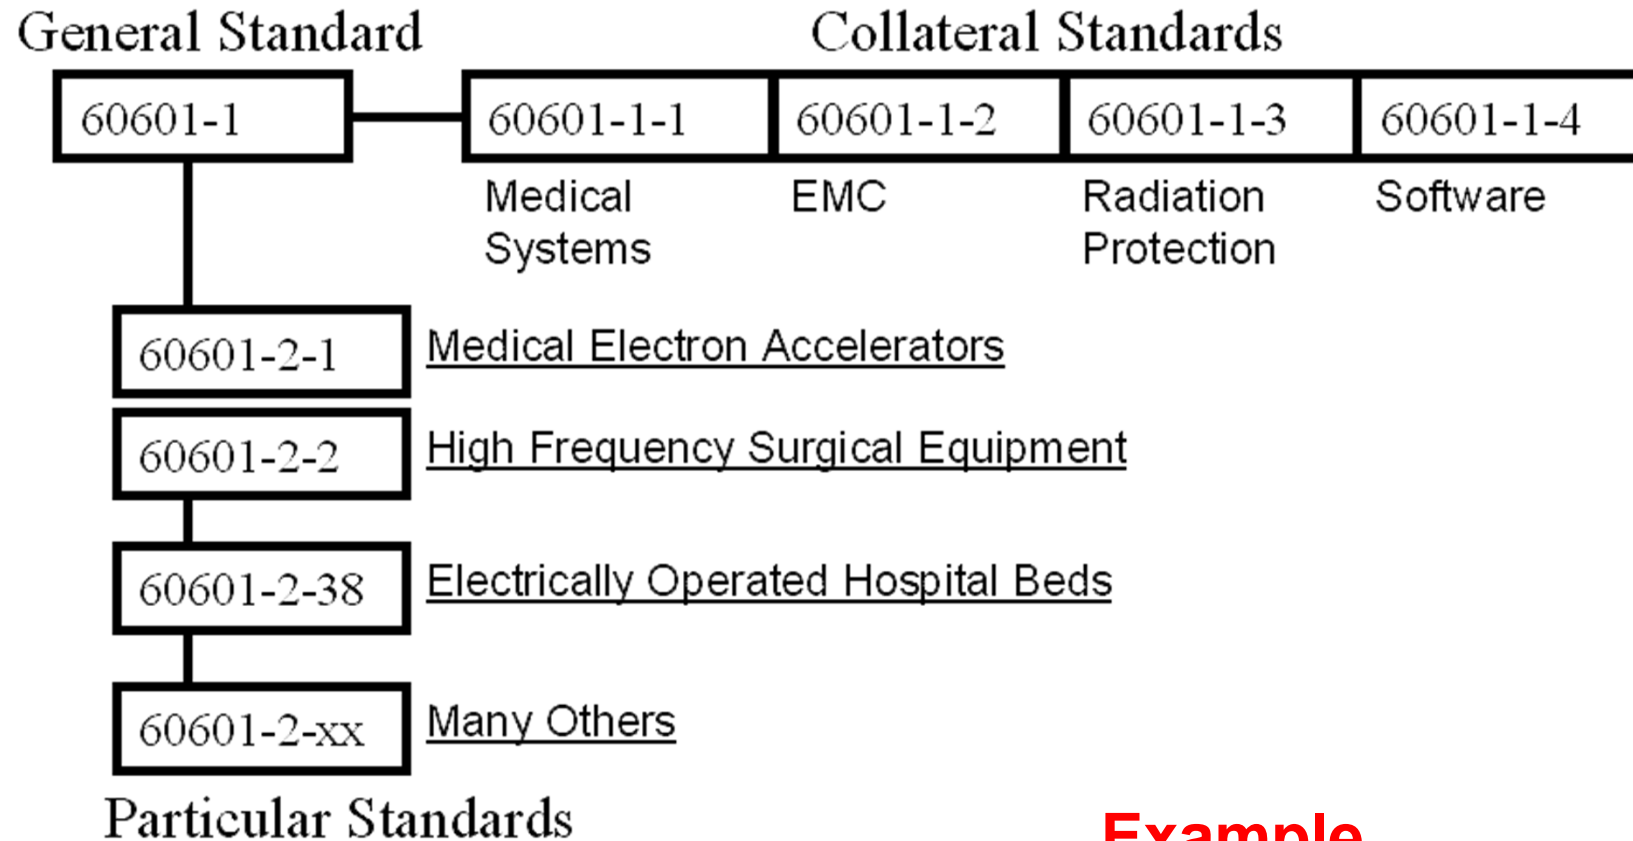 General Standard
Collateral Standards
60601-1
60601-1-1
60601-1-2
60601-1-3
60601-1-4
Medical
Systems
EMC
Radiation
Protection
Software
60601-2-1
Medical Electron Accelerators
60601-2-2
High Frequency Surgical Equipment
60601-2-38
Electrically Operated Hospital Beds
60601-2-xx
Many Others
Particular Standards
Example